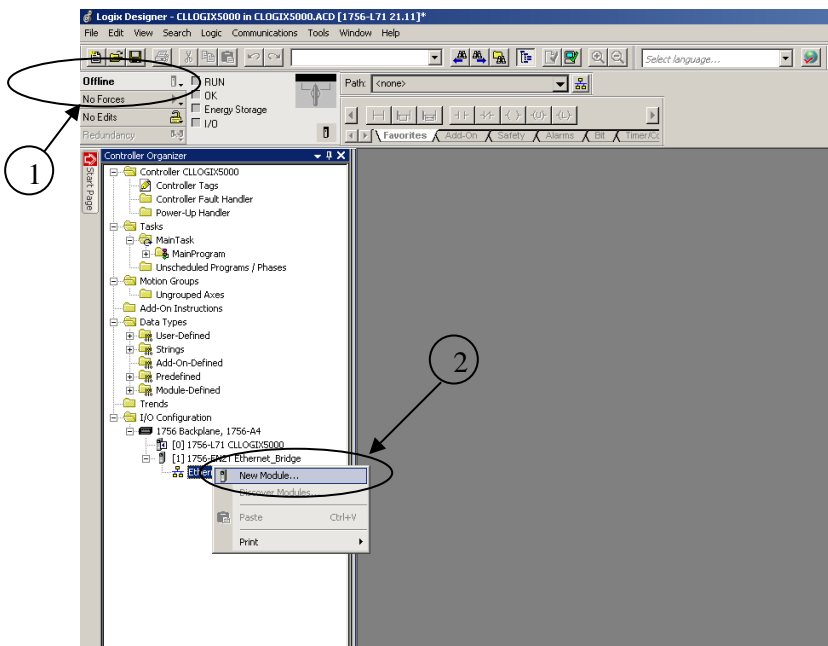 Logix Designer - CLLOGIX5000 in CLOGIX5000.ACD [1756-L71 21.11]*
File Edit View Search Logic Communications Tools Window Help
Select language...
Offline
RUN
Path: <none>
No Forces
OK
No Edits
Energy Storage
Redundancy
I/O
Favorites Add-On Safety Alarms Bit Timer/Cc
1
Start Page
Controller Organizer
Controller CLLOGIX5000
Controller Tags
Controller Fault Handler
Power-Up Handler
Tasks
MainTask
MainProgram
Unscheduled Programs / Phases
Motion Groups
Ungrouped Axes
Add-On Instructions
Data Types
User-Defined
Strings
Add-On-Defined
Predefined
Module-Defined
2
Trends
I/O Configuration
1756 Backplane, 1756-A4
[0] 1756-L71 CLLOGIX5000
[1] 1756-EN2T Ethernet_Bridge
Ether
New Module...
Discover Modules...
Paste Ctrl+V
Print